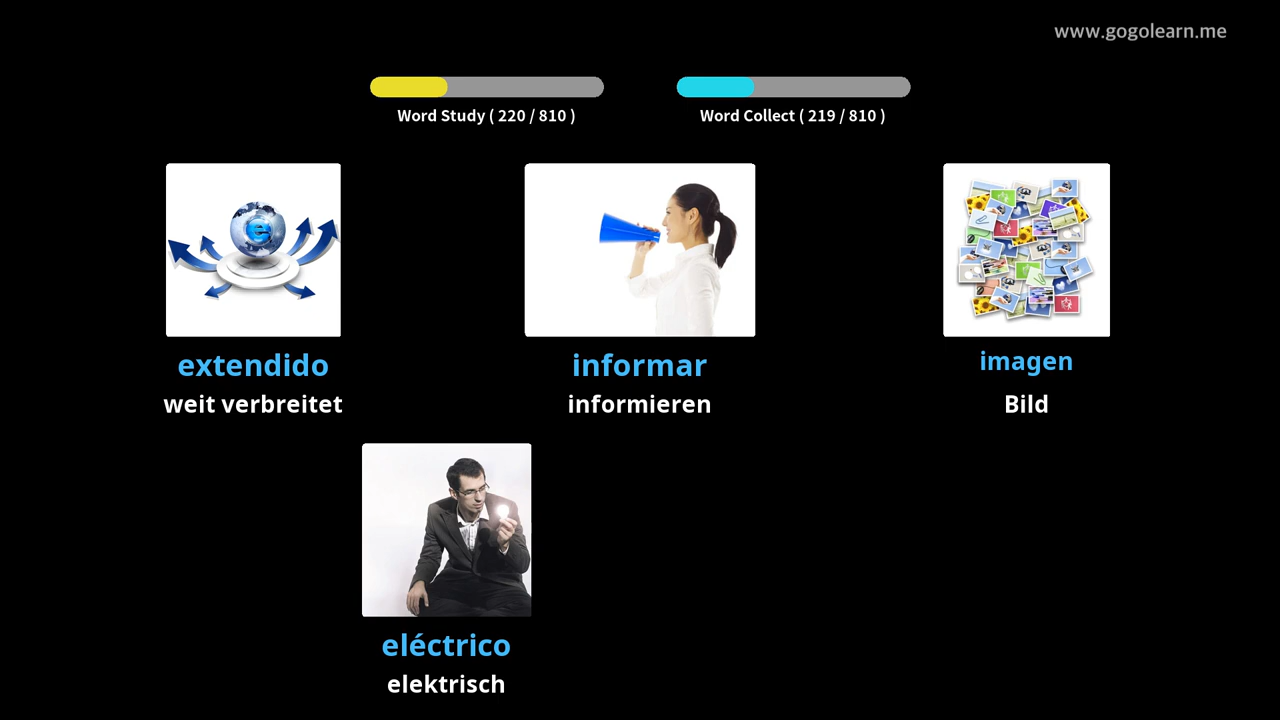 www.gogolearn.me
Word Study ( 220 / 810 )
Word Collect ( 219 / 810 )
e
extendido
informar
imagen
weit verbreitet
informieren
Bild
eléctrico
elektrisch